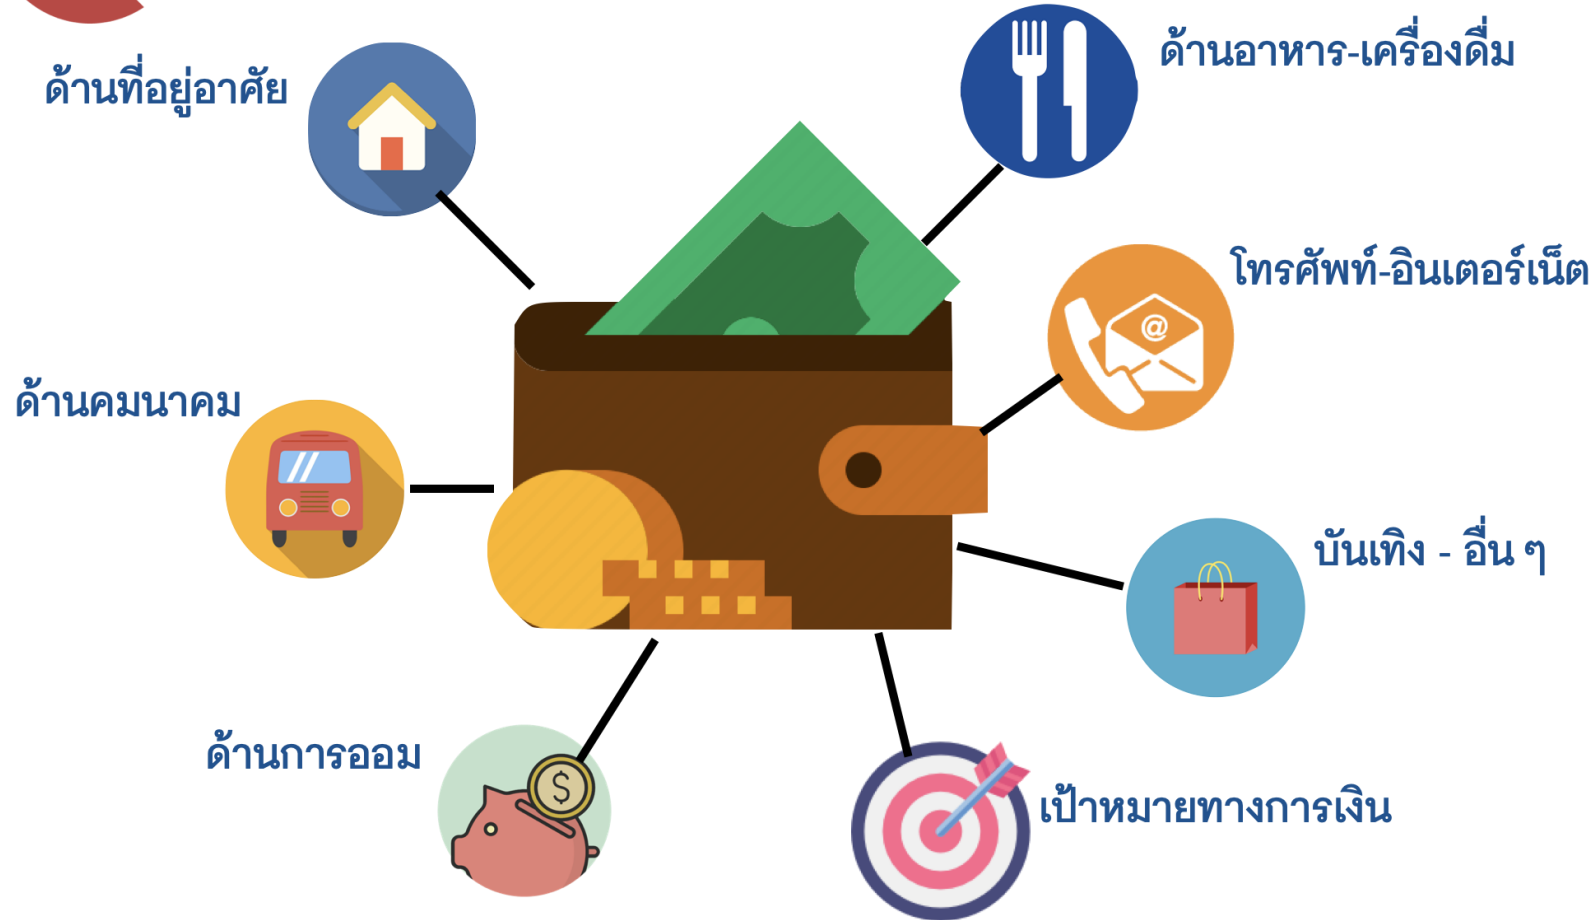 ด้านที่อยู่อาศัย
ด้านอาหาร-เครื่องดื่ม
โทรศัพท์-อินเตอร์เน็ต
ด้านคมนาคม
@
บันเทิง - อื่น ๆ
ด้านการออม
$
เป้าหมายทางการเงิน